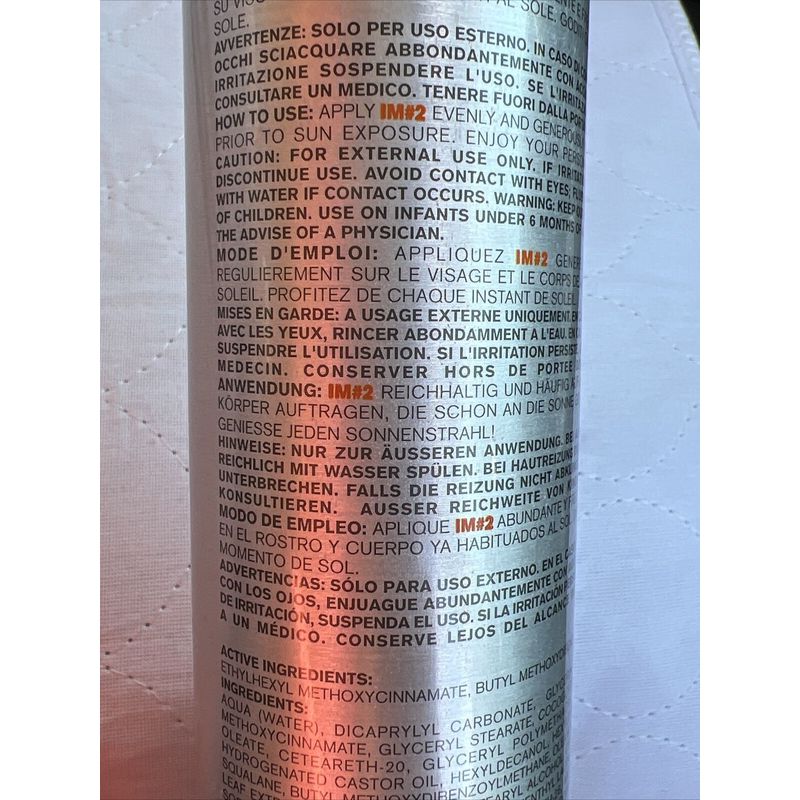 SOLE.
AVVERTENZE: SOLO PER USO ESTERNO. IN CASO DI
OCCHI SCIACQUARE ABBONDANTEMENTE CON
IRRITAZIONE SOSPENDERE L'USO. SE
CONSULTARE UN MEDICO. TENERE FUORI DALLA
HOW TO USE: APPLY IM#2 EVENLY AND
PRIOR TO SUN EXPOSURE. ENJOY YOUR
CAUTION: FOR EXTERNAL USE ONLY. IF
DISCONTINUE USE. AVOID CONTACT WITH EYES;
WITH WATER IF CONTACT OCCURS. WARNING: KEEP
OF CHILDREN. USE ON INFANTS UNDER 6 MONTHS
THE ADVISE OF A PHYSICIAN.
MODE D'EMPLOI: APPLIQUEZ IM#2
REGULIEREMENT SUR LE VISAGE ET LE CORPS
SOLEIL. PROFITEZ DE CHAQUE INSTANT DE SOLEIL.
MISES EN GARDE: A USAGE EXTERNE UNIQUEMENT.
AVEC LES YEUX, RINCER ABONDAMMENT A L'EAU. EN
SUSPENDRE L'UTILISATION. SI L'IRRITATION
MEDECIN. CONSERVER HORS DE PORTEE
ANWENDUNG: IM#2 REICHHALTIG UND HÄUFIG
KÖRPER AUFTRAGEN, DIE SCHON AN DIE SONNE
GENIESSE JEDEN SONNENSTRAHL!
HINWEISE: NUR ZUR ÄUSSEREN ANWENDUNG.
REICHLICH MIT WASSER SPÜLEN. BEI HAUTREIZUNG
UNTERBRECHEN. FALLS DIE REIZUNG NICHT
KONSULTIEREN. AUSSER REICHWEITE VON
MODO DE EMPLEO: APLIQUE IM#2 ABUNDANTE Y
EN EL ROSTRO Y CUERPO YA HABITUADOS AL
MOMENTO DE SOL.
ADVERTENCIAS: SÓLO PARA USO EXTERNO. EN EL
CON LOS OJOS, ENJUAGUE ABUNDANTEMENTE CON
DE IRRITACIÓN, SUSPENDA EL USO. SI LA IRRITACIÓN
A UN MÉDICO. CONSERVE LEJOS DEL
ACTIVE INGREDIENTS:
ETHYLHEXYL METHOXYCINNAMATE, BUTYL
INGREDIENTS:
AQUA (WATER), DICAPRYLYL CARBONATE,
METHOXYCINNAMATE, GLYCERYL STEARATE,
OLEATE, CETEARETH-20, GLYCERYL
HYDROGENATED CASTOR OIL, HEXYLDECANOL,
SQUALANE, BUTYL METHOXYDIBENZOYLMETHANE,
LEAF